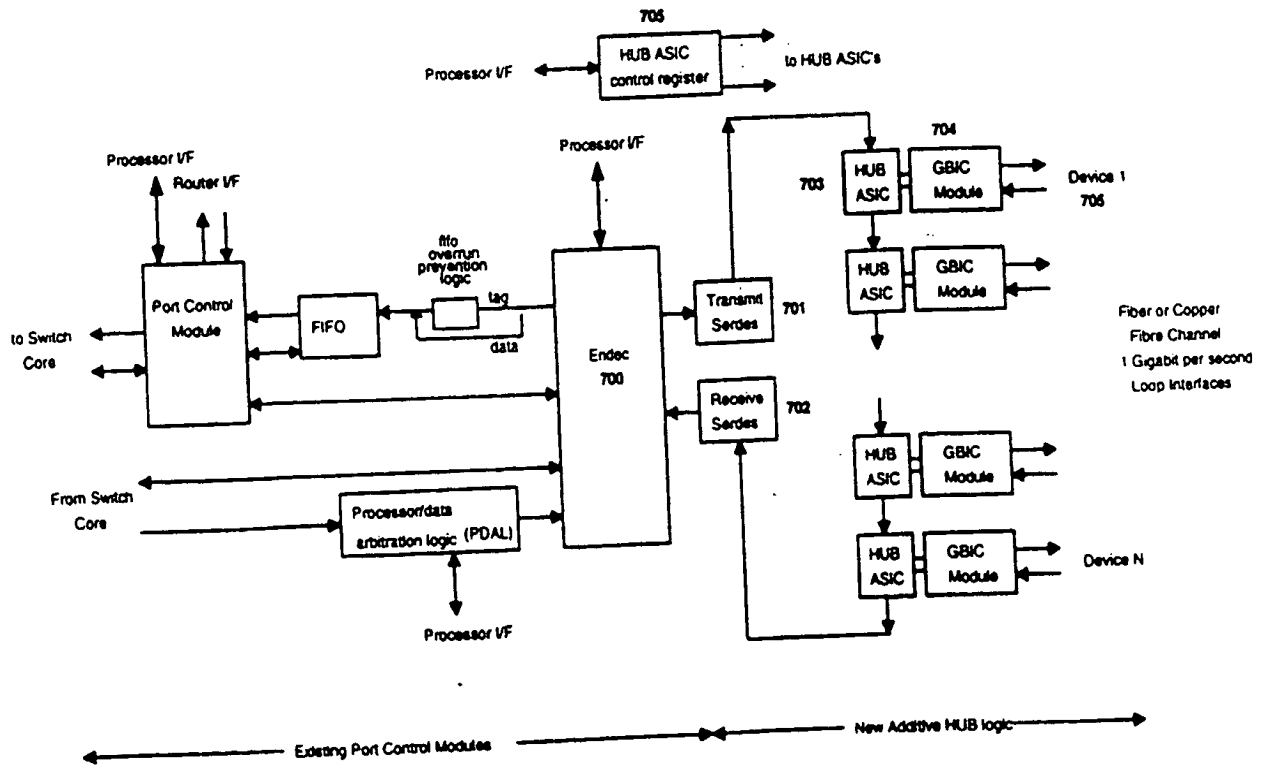 705
HUB ASIC
control register
Processor I/F
to HUB ASIC's
Processor I/F
Router I/F
Processor I/F
704
703
HUB
ASIC
GBIC
Module
Device 1
705
fifo
overrun
prevention
logic
tag
data
HUB
ASIC
GBIC
Module
Port Control
Module
FIFO
to Switch
Core
Endec
700
Transmit
Serdes
701
Fiber or Copper
Fibre Channel
1 Gigabit per second
Loop Interfaces
Receive
Serdes
702
HUB
ASIC
GBIC
Module
From Switch
Core
Processor/data
arbitration logic (PDAL)
HUB
ASIC
GBIC
Module
Device N
Processor I/F
Existing Port Control Modules
New Additive HUB logic